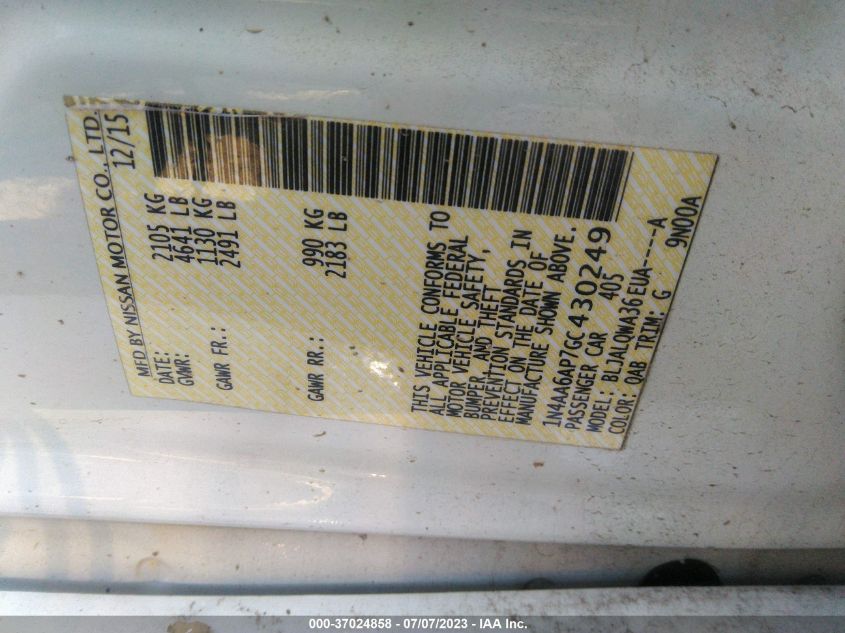 MFD BY NISSAN MOTOR CO., LTD.
DATE: 12/15
GVWR: 2105 KG
4641 LB
GAWR FR.: 1130 KG
2491 LB
GAWR RR.: 990 KG
2183 LB
THIS VEHICLE CONFORMS TO
ALL APPLICABLE FEDERAL
MOTOR VEHICLE SAFETY,
BUMPER, AND THEFT
PREVENTION STANDARDS IN
EFFECT ON THE DATE OF
MANUFACTURE SHOWN ABOVE.
1N4AA6AP7GC430249
PASSENGER CAR 405
MODEL: BLJALQWA36EUA----A
COLOR: QAB TRIM: G 9N00A
000-37024858 - 07/07/2023 - IAA Inc.